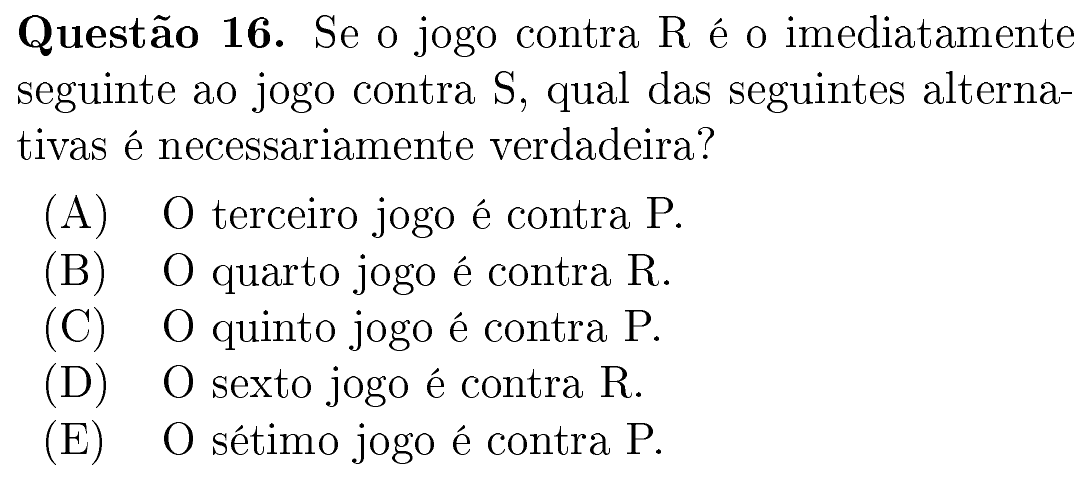 Questão 16. Se o jogo contra R é o imediatamente
seguinte ao jogo contra S, qual das seguintes alterna-
tivas é necessariamente verdadeira?
(A) O terceiro jogo é contra P.
(B) O quarto jogo é contra R.
(C) O quinto jogo é contra P.
(D) O sexto jogo é contra R.
(E) O sétimo jogo é contra P.